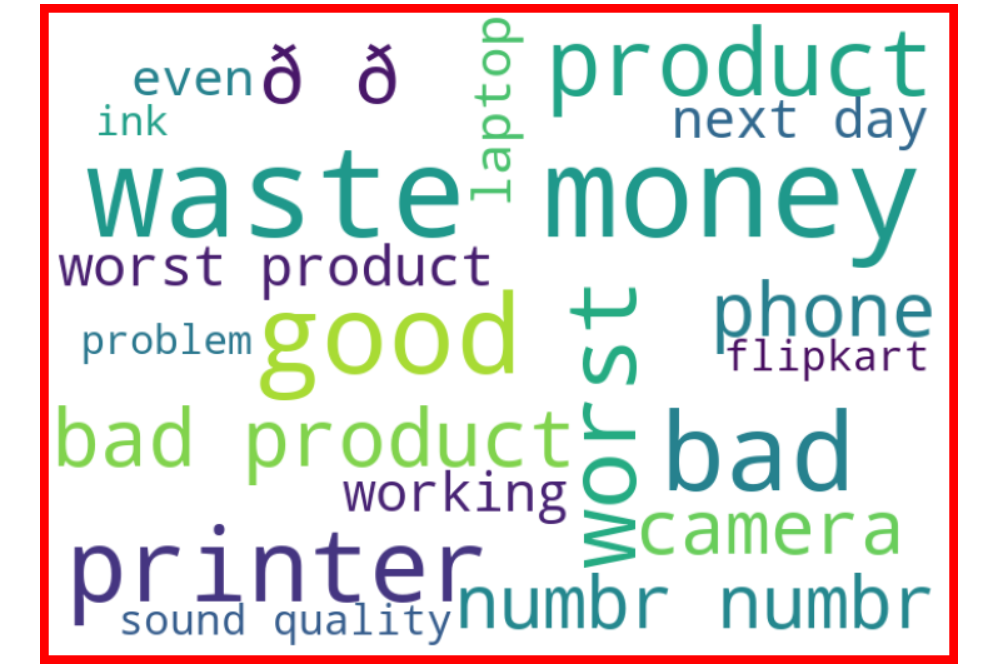 product
laptop
even ð ð
ink
next day
waste
money
worst product
phone
worst
good
problem
flipkart
bad product
bad
working
camera
printer
numbr numbr
sound quality